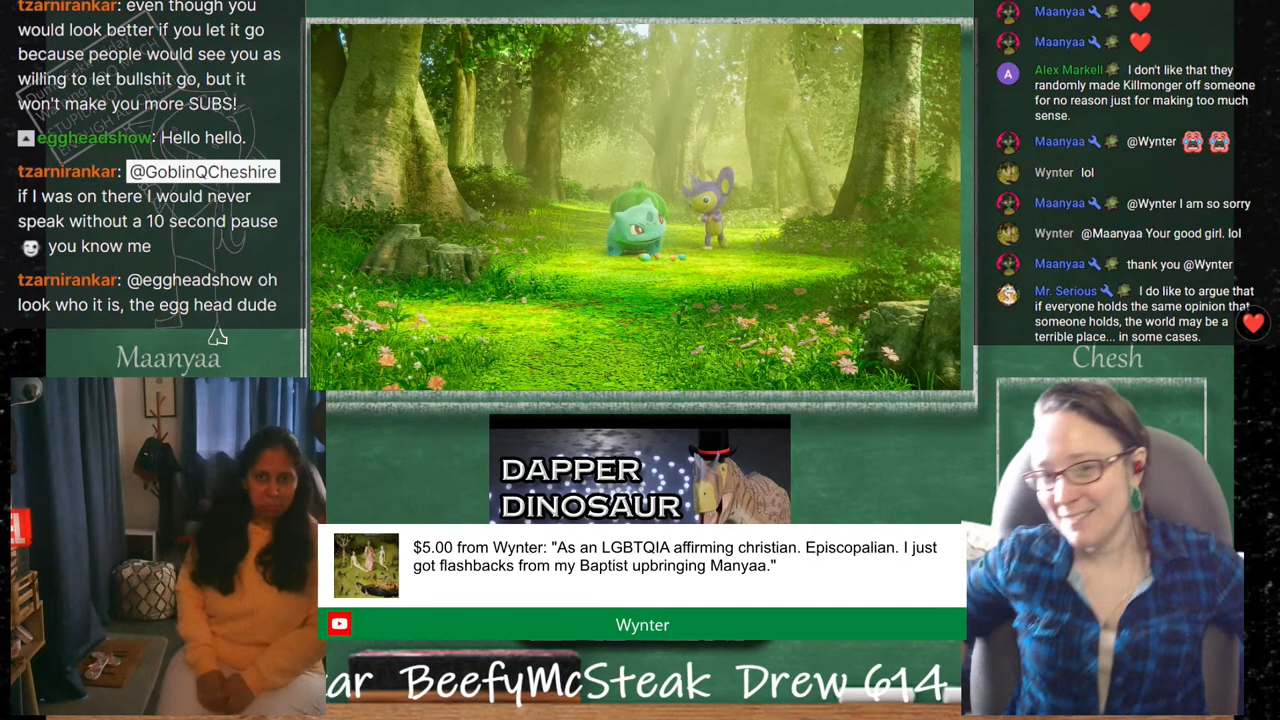 tzarnirankar: even though you
would look better if you let it go
because people would see you as
willing to let bullshit go, but it
won't make you more SUBS!
eggheadshow: Hello hello.
tzarnirankar: @GoblinQCheshire
if I was on there I would never
speak without a 10 second pause
you know me
tzarnirankar: @eggheadshow oh
look who it is, the egg head dude
Maanyaa
Maanyaa
Maanyaa
Alex Markell I don't like that they
randomly made Killmonger off someone
for no reason just for making too much
sense.
Maanyaa @Wynter
Wynter lol
Maanyaa @Wynter I am so sorry
Wynter @Maanyaa Your good girl. lol
Maanyaa thank you @Wynter
Mr. Serious I do like to argue that
if everyone holds the same opinion that
someone holds, the world may be a
terrible place... in some cases.
Chesh
DAPPER
DINOSAUR
$5.00 from Wynter: "As an LGBTQIA affirming christian. Episcopalian. I just
got flashbacks from my Baptist upbringing Manyaa."
Wynter
ar BeefyMcSteak Drew 614